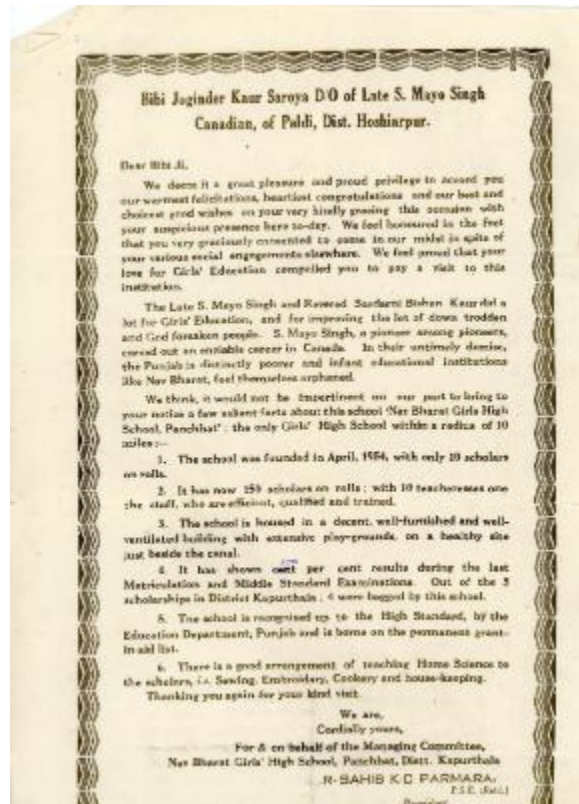 Bibi Joginder Kaur Saroya D/O of Late S. Mayo Singh
Canadian, of Paldi, Dist. Hoshiarpur.
Dear Bibi Ji,
We deem it a great pleasure and proud privilege to accord you
our warmest felicitations, heartiest congratulations and our best and
choicest good wishes on your very kindly gracing this occasion with
your auspicious presence here to-day. We feel honoured in the fact
that you very graciously consented to come in our midst in spite of
your various social engagements elsewhere. We feel proud that your
love for Girls' Education compelled you to pay a visit to this
institution.
The Late S. Mayo Singh and Revered Sardarni Bishan Kaur did a
lot for Girls' Education, and for improving the lot of down trodden
and God forsaken people. S. Mayo Singh, a pioneer among pioneers,
carved out an enviable career in Canada. In their untimely demise,
the Punjab is distinctly poorer and infant educational institutions
like Nav Bharat, feel themselves orphaned.
We think, it would not be impertinent on our part to bring to
your notice a few salient facts about this school 'Nav Bharat Girls High
School, Panchhat' : the only Girls' High School within a radius of 10
miles :—
1. The school was founded in April, 1954, with only 10 scholars
on rolls.
2. It has now 150 scholars on rolls ; with 10 teacheresses one
the staff, who are efficient, qualified and trained.
3. The school is housed in a decent, well-furnished and well-
ventilated building with extensive play-grounds, on a healthy site
just beside the canal.
4. It has shown cent per cent results during the last
Matriculation and Middle Standard Examinations. Out of the 5
scholarships in District Kapurthala ; 4 were bagged by this school.
5. The school is recognised up to the High Standard, by the
Education Department, Punjab and is borne on the permanent grant-
in-aid list.
6. There is a good arrangement of teaching Home Science to
the scholars, i.e. Sewing, Embroidary, Cookery and house-keeping.
Thanking you again for your kind visit.
We are,
Cordially yours,
For & on behalf of the Managing Committee,
Nav Bharat Girls' High School, Panchhat, Distt. Kapurthala
R-SAHIB K.C PARMARA,
P.S.E. (Retd.)
President